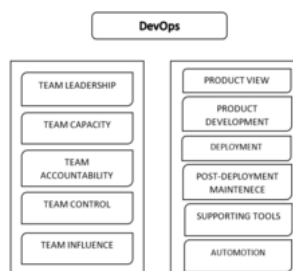 DevOps
TEAM LEADERSHIP
TEAM CAPACITY
TEAM
ACCOUNTABILITY
TEAM CONTROL
TEAM INFLUENCE
PRODUCT VIEW
PRODUCT
DEVELOPMENT
DEPLOYMENT
POST-DEPLOYMENT
MAINTENECE
SUPPORTING TOOLS
AUTOMOTION